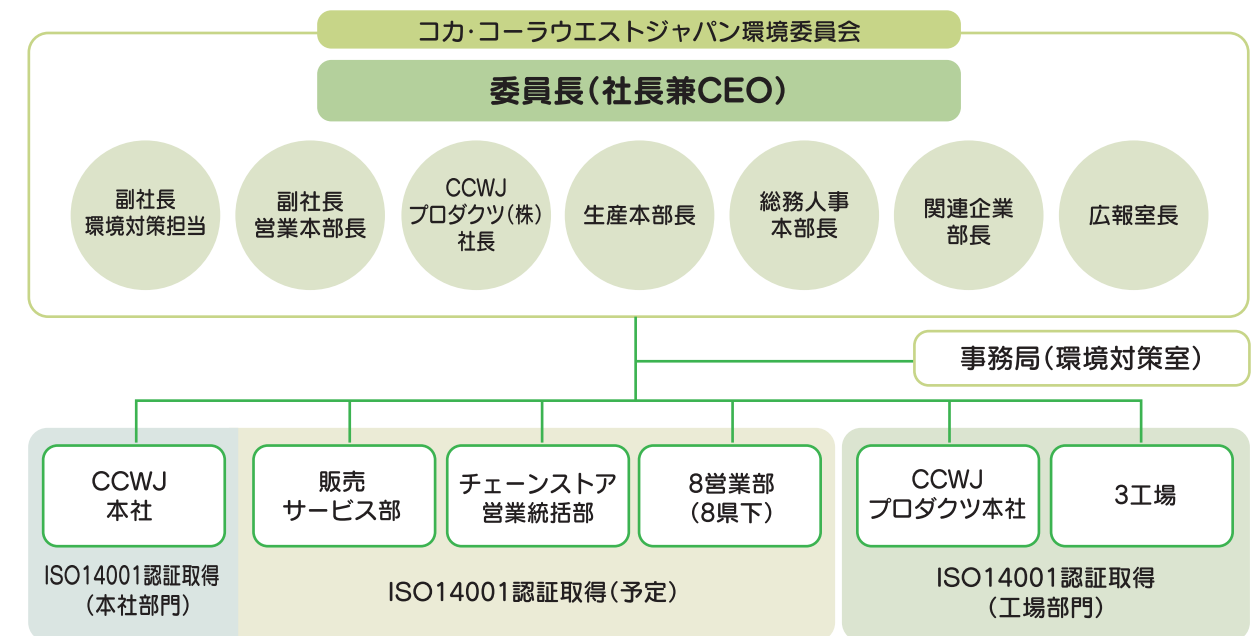 コカ・コーラウエストジャパン環境委員会
委員長(社長兼CEO)
副社長
環境対策担当
副社長
営業本部長
CCWJ
プロダクツ(株)
社長
生産本部長
総務人事
本部長
関連企業
部長
広報室長
事務局(環境対策室)
CCWJ
本社
販売
サービス部
チェーンストア
営業統括部
8営業部
(8県下)
CCWJ
プロダクツ本社
3工場
ISO14001認証取得
(本社部門)
ISO14001認証取得(予定)
ISO14001認証取得
(工場部門)